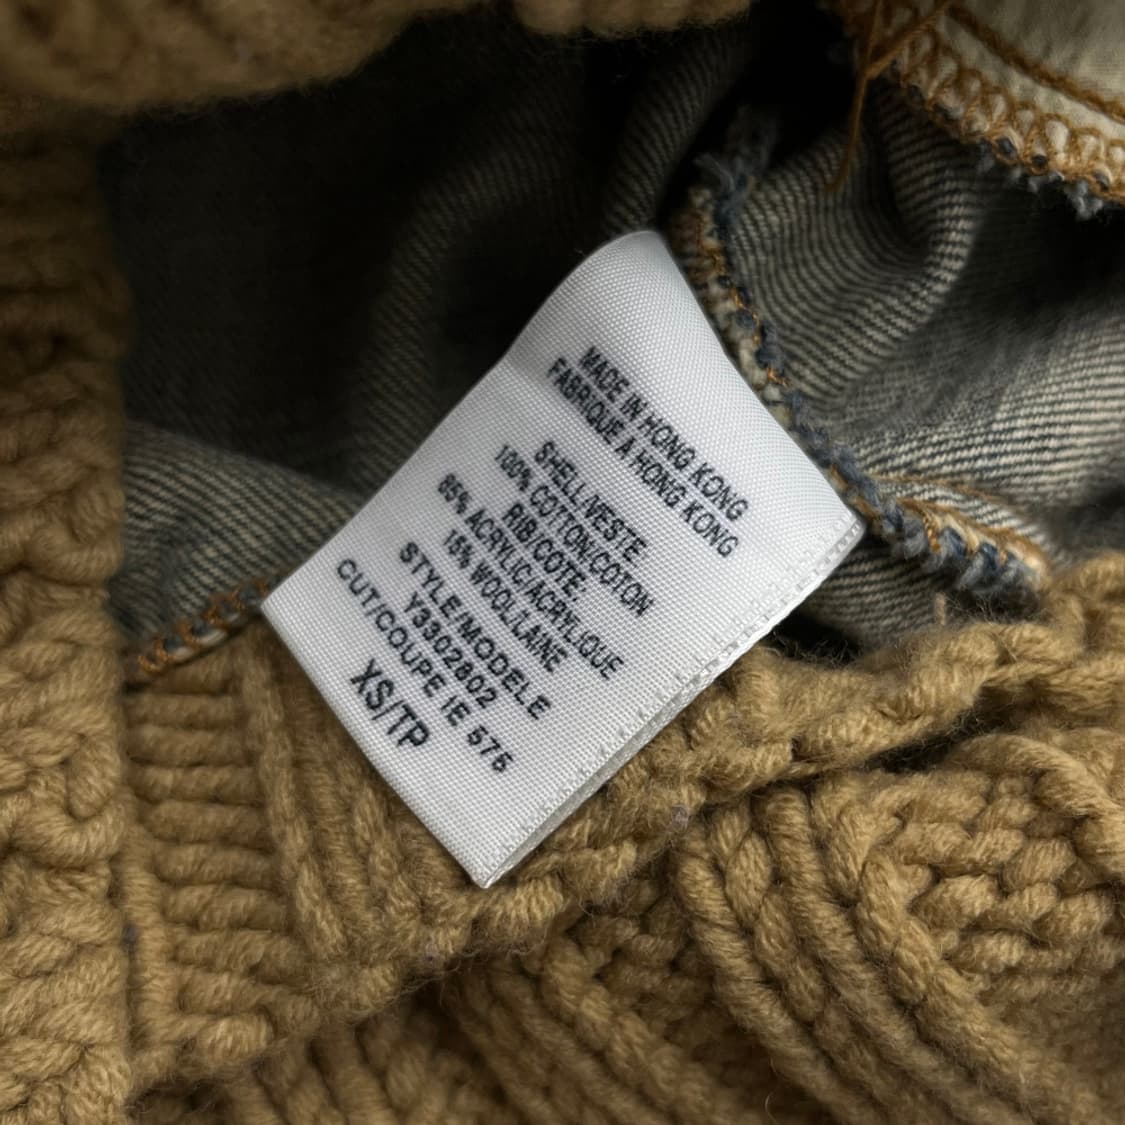 MADE IN HONG KONG
FABRIQUE A HONG KONG
SHELL/VESTE
100% COTTON/COTON
RIB/COTE
85% ACRYLIC/ACRYLIQUE
15% WOOL/LAINE
STYLE/MODELE
Y3302802
CUT/COUPE IE 576
XS/TP